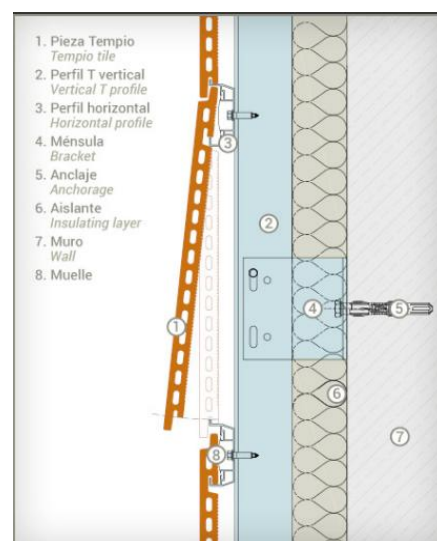 1. Pieza Tempio
Tempio tile
2. Perfil T vertical
Vertical T profile
3. Perfil horizontal
Horizontal profile
4. Ménsula
Bracket
5. Anclaje
Anchorage
6. Aislante
Insulating layer
7. Muro
Wall
8. Muelle
3
2
4
5
1
6
7
8